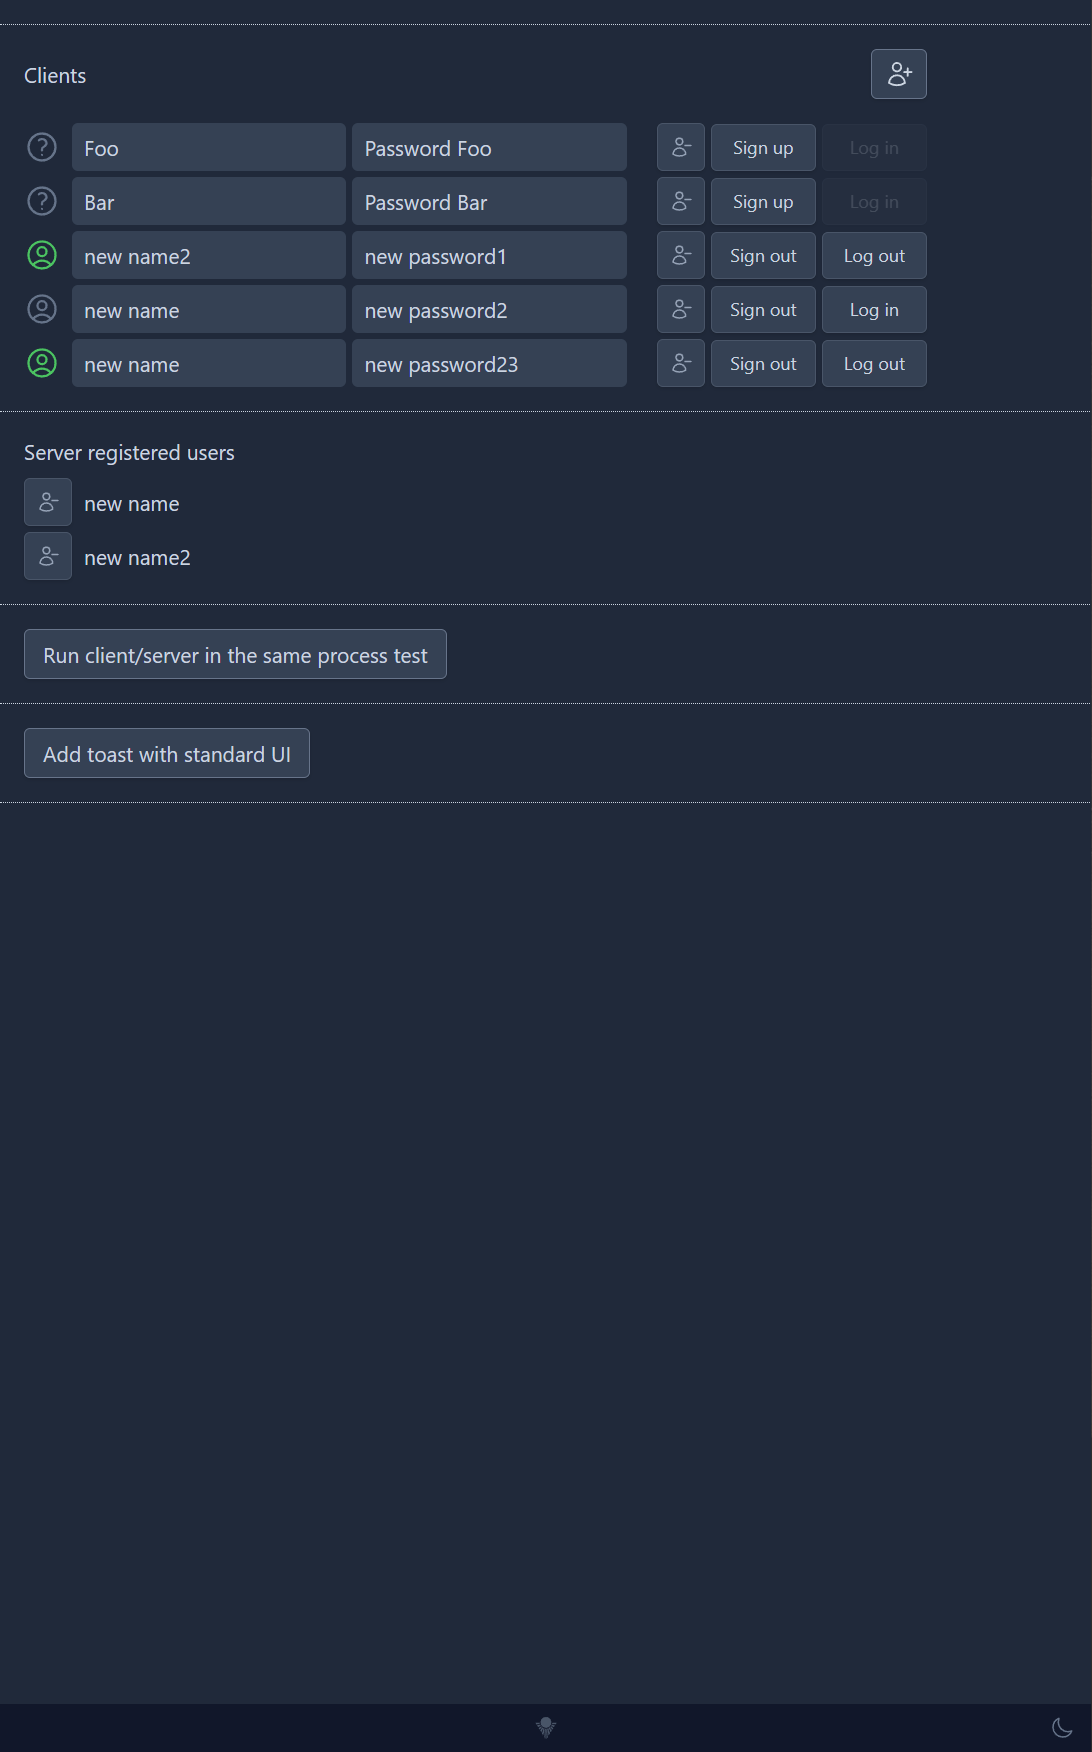 Clients
Foo Password Foo Sign up Log in
Bar Password Bar Sign up Log in
new name2 new password1 Sign out Log out
new name new password2 Sign out Log in
new name new password23 Sign out Log out
Server registered users
new name
new name2
Run client/server in the same process test
Add toast with standard UI